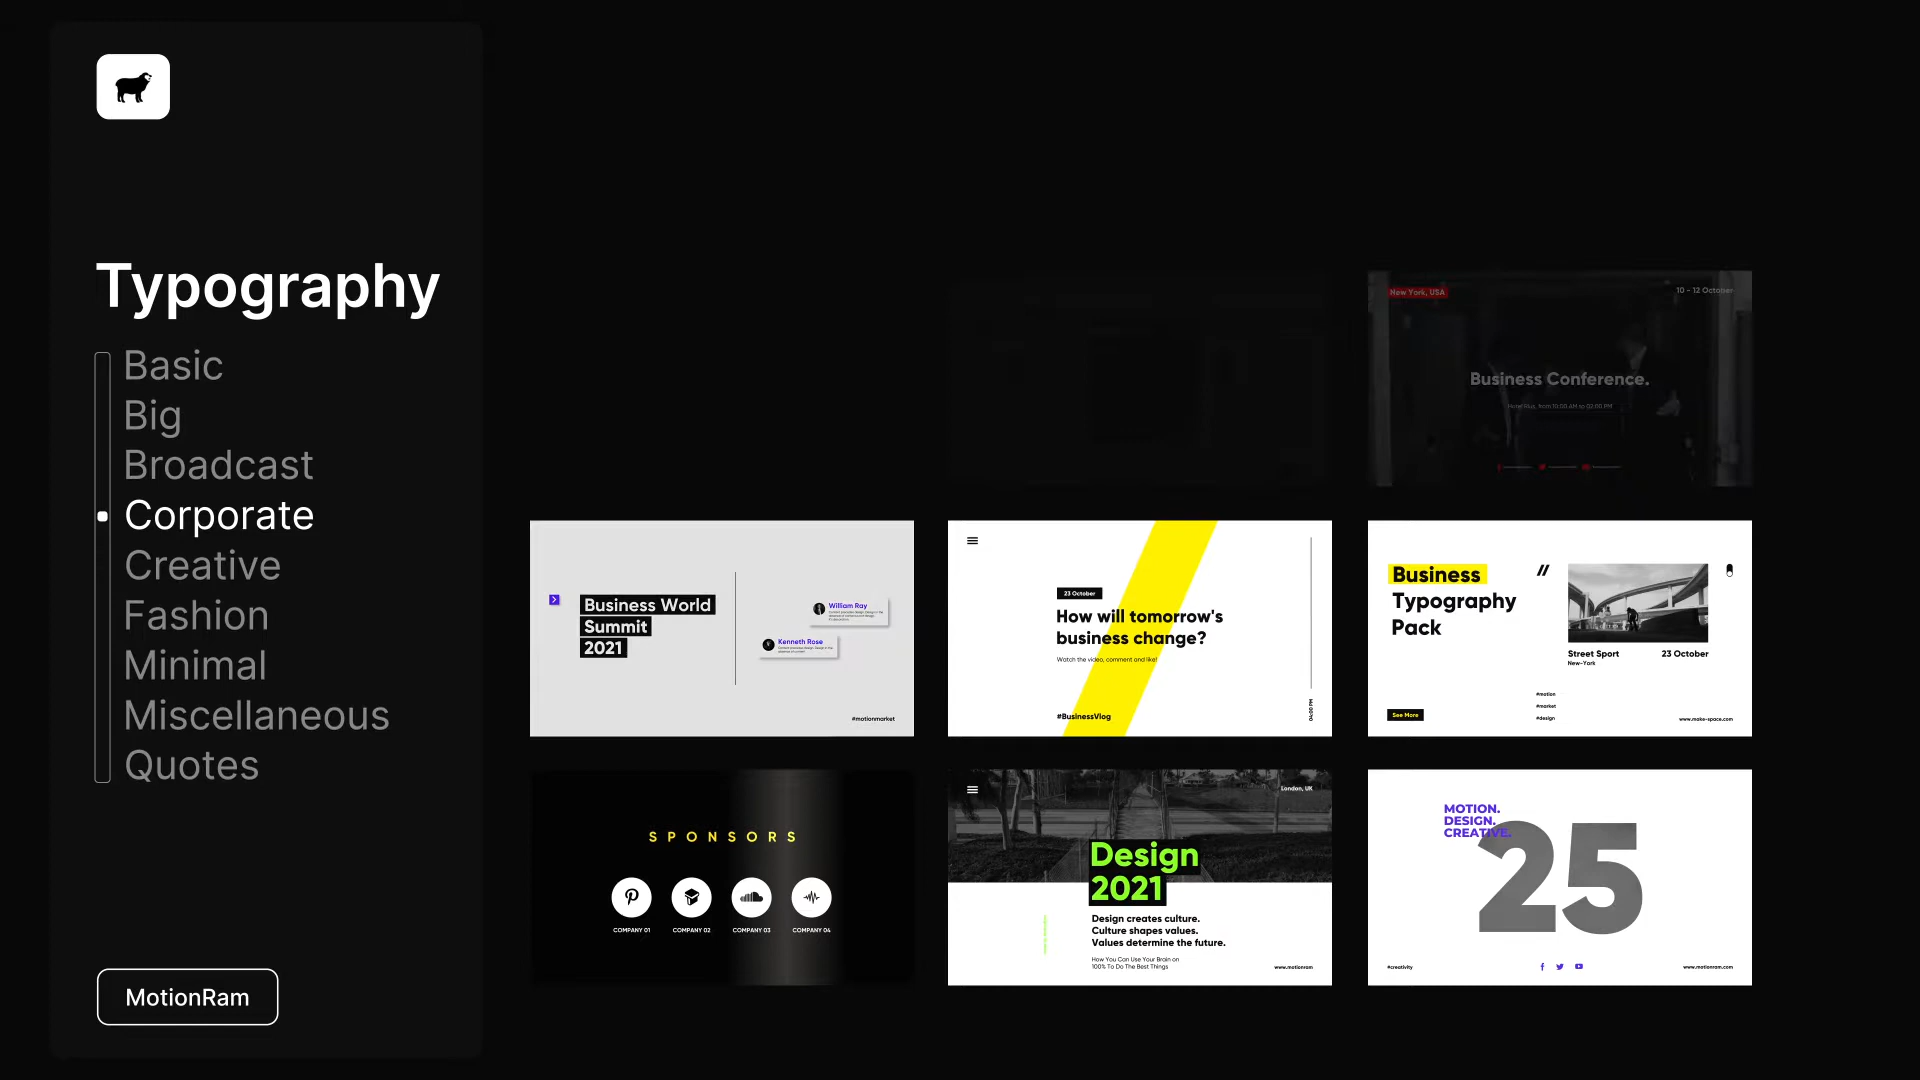 Typography
Basic
Big
Broadcast
Corporate
Creative
Fashion
Minimal
Miscellaneous
Quotes
MotionRam
New York, USA
10 - 12 October
Business Conference.
Business World
Summit
2021
William Ray
Kenneth Rose
#motionmarket
23 October
How will tomorrow's
business change?
Watch the video, comment and like!
#BusinessVlog
04:00 PM
Business
Typography
Pack
Street Sport
23 October
New-York
#motion
#market
#design
See More
www.make-space.com
SPONSORS
COMPANY 01
COMPANY 02
COMPANY 03
COMPANY 04
London, UK
Design
2021
Design creates culture.
Culture shapes values.
Values determine the future.
How You Can Use Your Brain on
100% To Do The Best Things
www.motionram
MOTION.
DESIGN.
CREATIVE.
25
#creativity
www.motionram.com